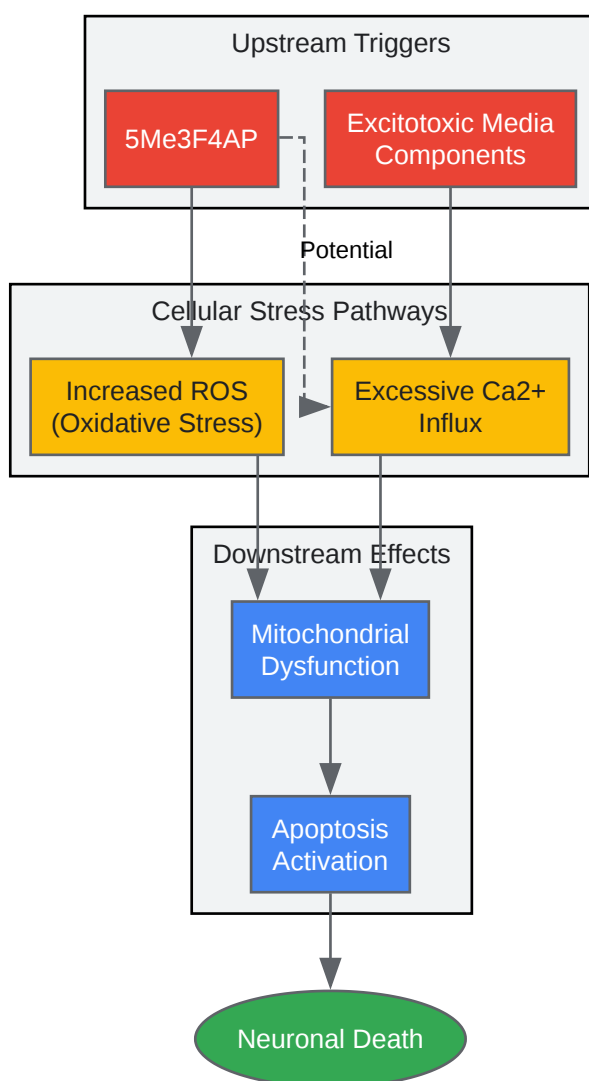 Upstream Triggers
5Me3F4AP
Excitotoxic Media
Components
Potential
Cellular Stress Pathways
Increased ROS
(Oxidative Stress)
Excessive Ca2+
Influx
Downstream Effects
Mitochondrial
Dysfunction
Apoptosis
Activation
Neuronal Death